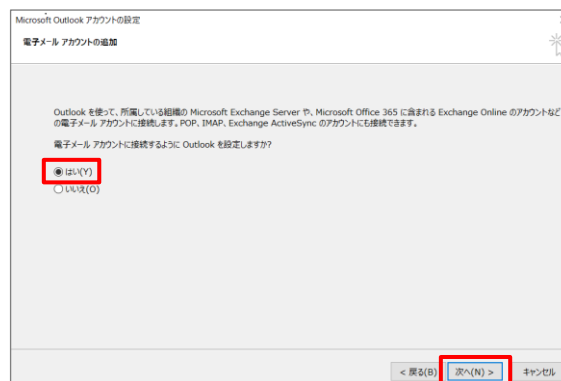 Microsoft Outlook アカウントの設定
電子メール アカウントの追加
Outlook を使って、所属している組織の Microsoft Exchange Server や、Microsoft Office 365 に含まれる Exchange Online のアカウントなど
の電子メール アカウントに接続します。POP、IMAP、Exchange ActiveSync のアカウントにも接続できます。
電子メール アカウントに接続するように Outlook を設定しますか?
はい(Y)
いいえ(O)
< 戻る(B) 次へ(N) > キャンセル